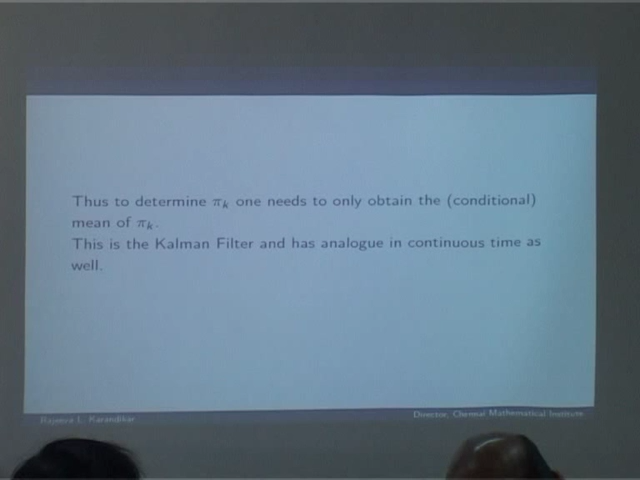 Thus to determine πₖ one needs to only obtain the (conditional)
mean of πₖ.
This is the Kalman Filter and has analogue in continuous time as
well.
Rajeeva L. Karandikar
Director, Chennai Mathematical Institute